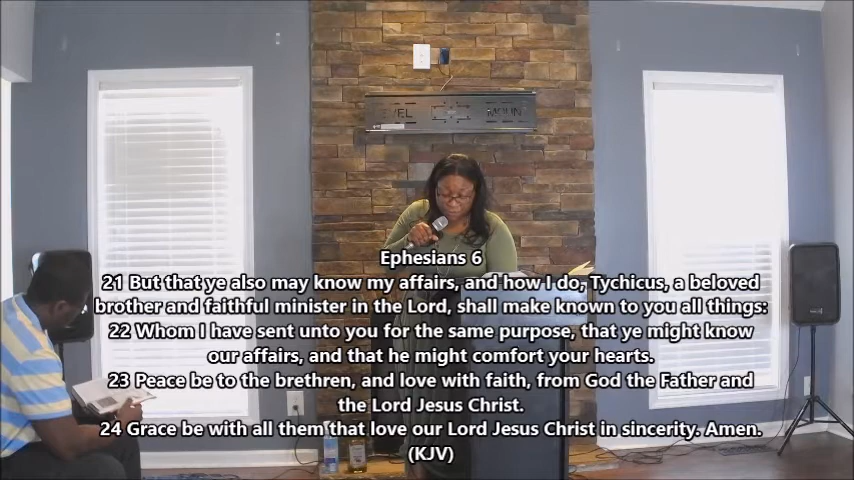 EVEL MOUN
Ephesians 6
21 But that ye also may know my affairs, and how I do, Tychicus, a beloved
brother and faithful minister in the Lord, shall make known to you all things:
22 Whom I have sent unto you for the same purpose, that ye might know
our affairs, and that he might comfort your hearts.
23 Peace be to the brethren, and love with faith, from God the Father and
the Lord Jesus Christ.
24 Grace be with all them that love our Lord Jesus Christ in sincerity. Amen.
(KJV)